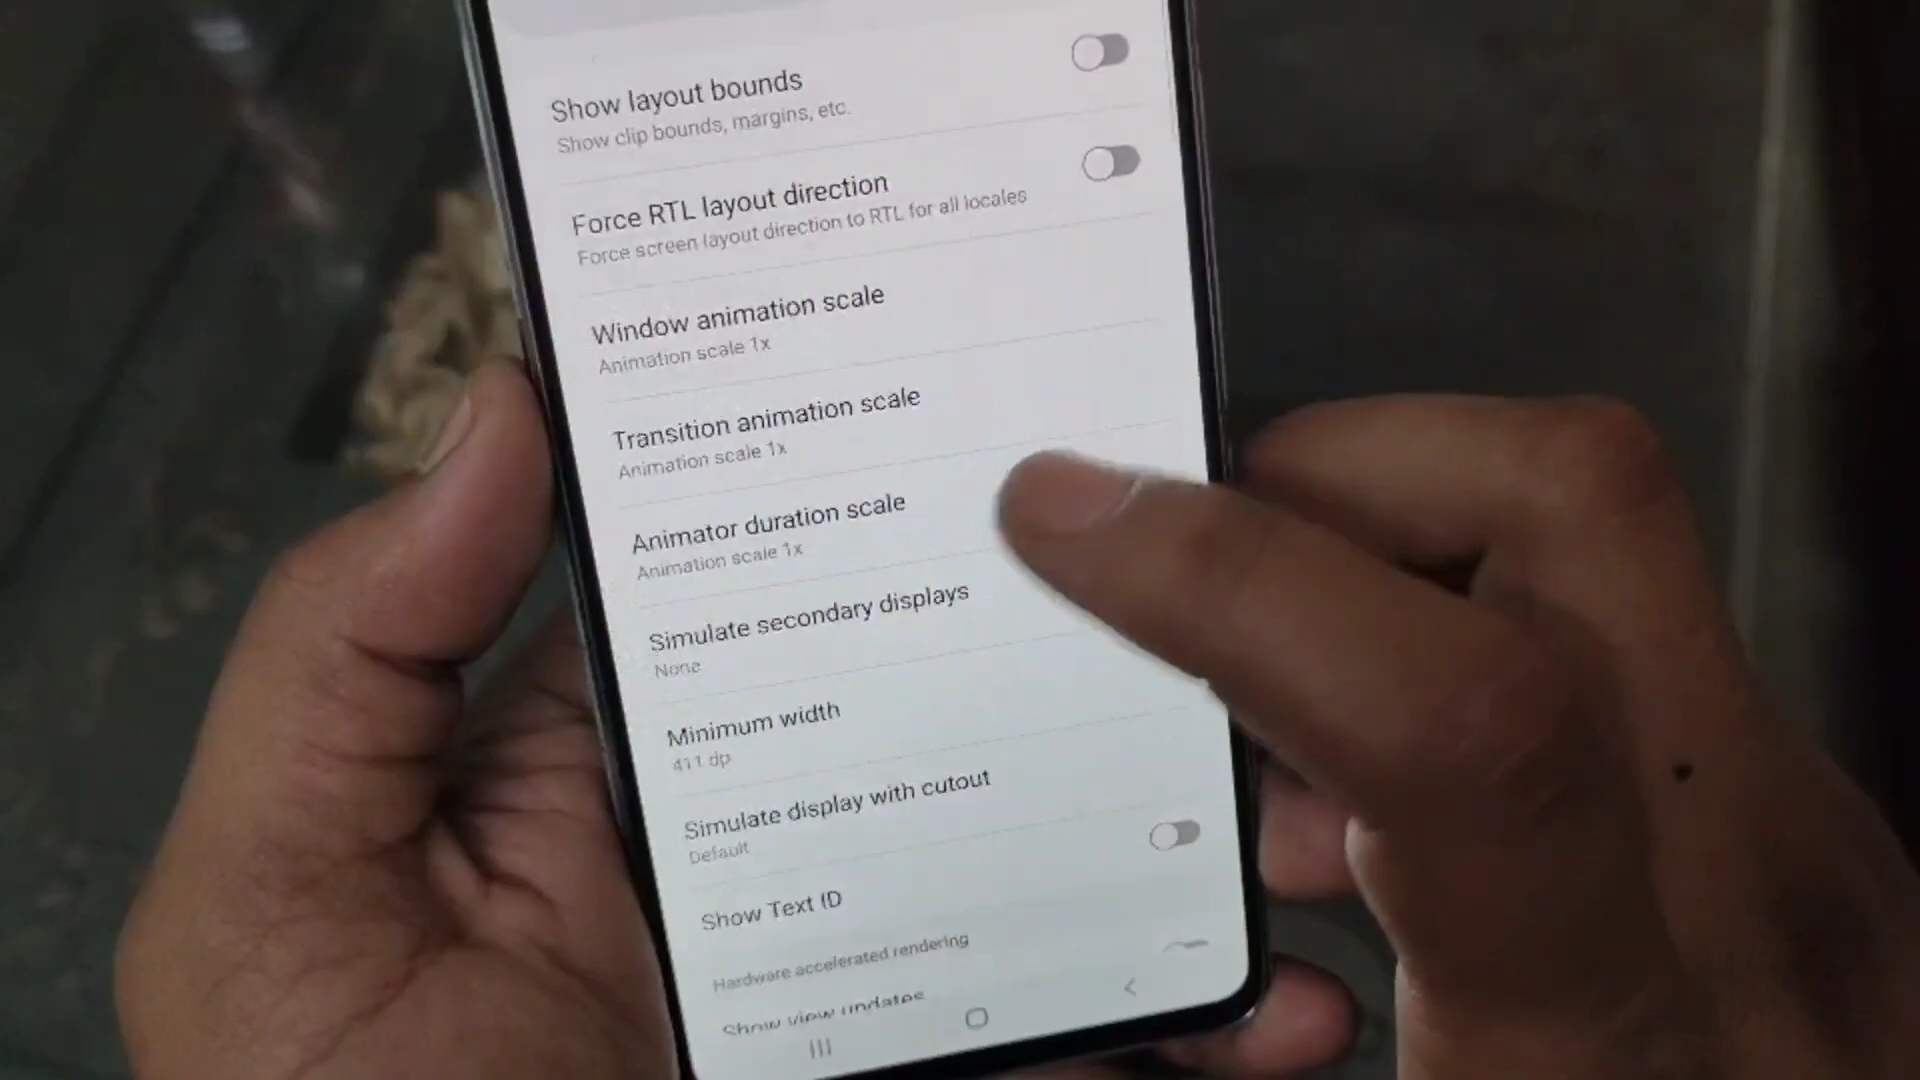 Show layout bounds
Show clip bounds, margins, etc.
Force RTL layout direction
Force screen layout direction to RTL for all locales
Window animation scale
Animation scale 1x
Transition animation scale
Animation scale 1x
Animator duration scale
Animation scale 1x
Simulate secondary displays
None
Minimum width
411 dp
Simulate display with cutout
Default
Show Text ID
Hardware accelerated rendering
Show view updates